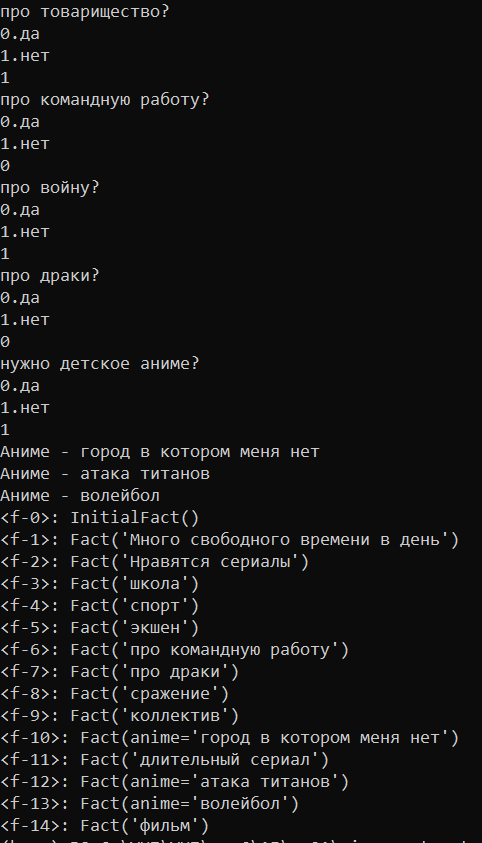 про товарищество?
0.да
1.нет
1
про командную работу?
0.да
1.нет
0
про войну?
0.да
1.нет
1
про драки?
0.да
1.нет
0
нужно детское аниме?
0.да
1.нет
1
Аниме - город в котором меня нет
Аниме - атака титанов
Аниме - волейбол
<f-0>: InitialFact()
<f-1>: Fact('Много свободного времени в день')
<f-2>: Fact('Нравятся сериалы')
<f-3>: Fact('школа')
<f-4>: Fact('спорт')
<f-5>: Fact('экшен')
<f-6>: Fact('про командную работу')
<f-7>: Fact('про драки')
<f-8>: Fact('сражение')
<f-9>: Fact('коллектив')
<f-10>: Fact(anime='город в котором меня нет')
<f-11>: Fact('длительный сериал')
<f-12>: Fact(anime='атака титанов')
<f-13>: Fact(anime='волейбол')
<f-14>: Fact('фильм')